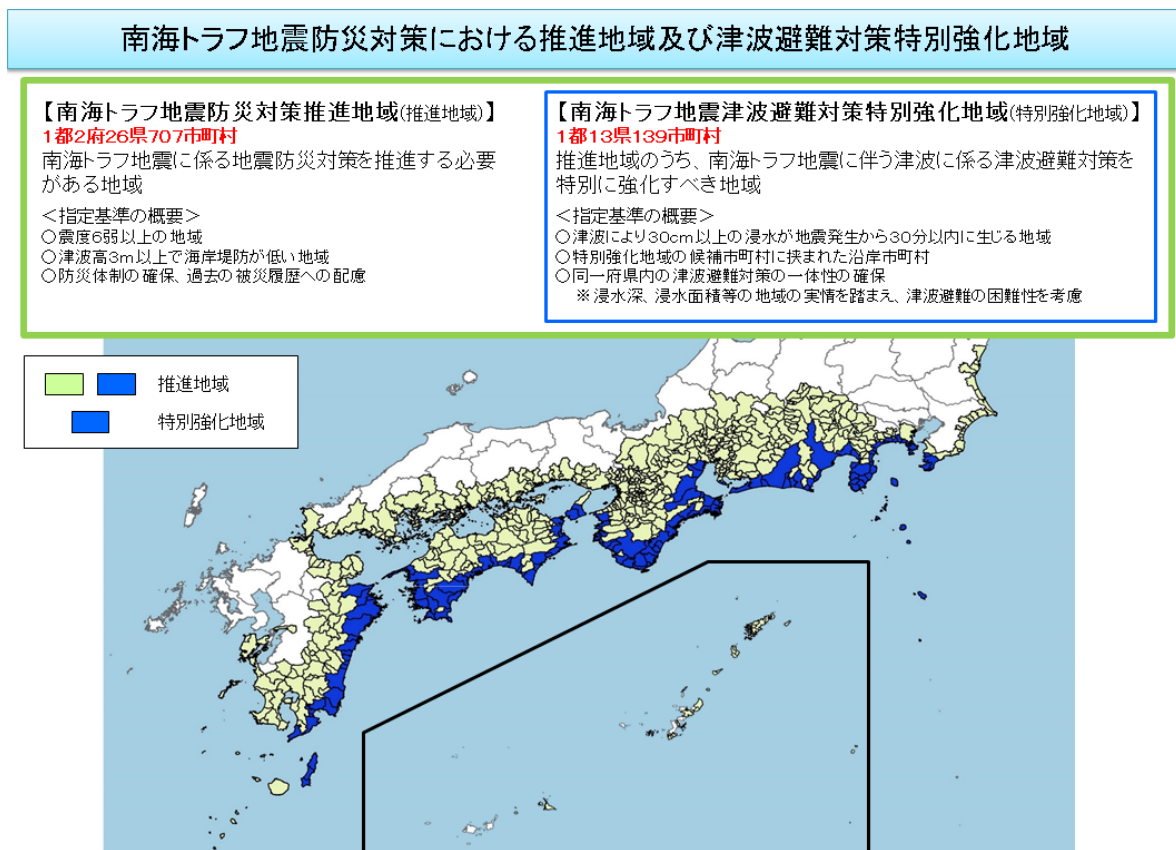 南海トラフ地震防災対策における推進地域及び津波避難対策特別強化地域
【南海トラフ地震防災対策推進地域(推進地域)】
1都2府26県707市町村
南海トラフ地震に係る地震防災対策を推進する必要
がある地域
＜指定基準の概要＞
○震度6弱以上の地域
○津波高3m以上で海岸堤防が低い地域
○防災体制の確保、過去の被災履歴への配慮
【南海トラフ地震津波避難対策特別強化地域(特別強化地域)】
1都13県139市町村
推進地域のうち、南海トラフ地震に伴う津波に係る津波避難対策を
特別に強化すべき地域
＜指定基準の概要＞
○津波により30cm以上の浸水が地震発生から30分以内に生じる地域
○特別強化地域の候補市町村に挟まれた沿岸市町村
○同一府県内の津波避難対策の一体性の確保
※浸水深、浸水面積等の地域の実情を踏まえ、津波避難の困難性を考慮
推進地域
特別強化地域